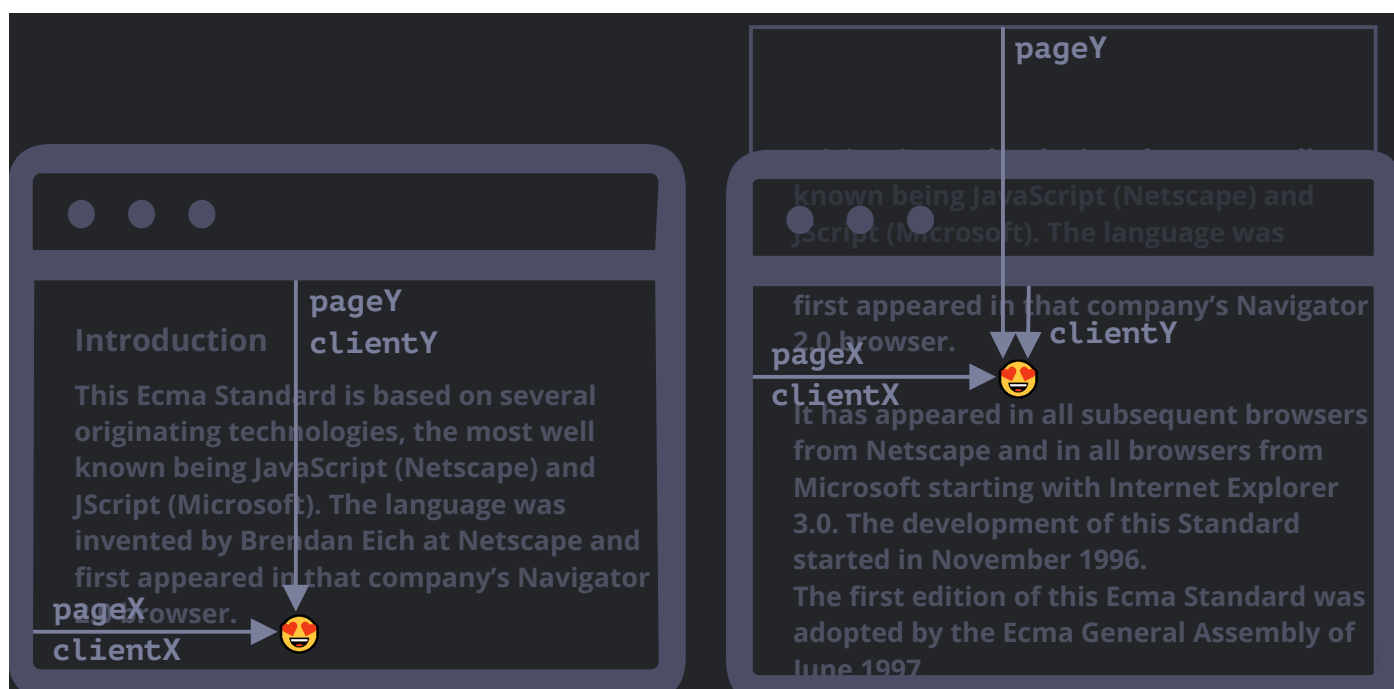 pageY
clientY
Introduction
This Ecma Standard is based on several
originating technologies, the most well
known being JavaScript (Netscape) and
JScript (Microsoft). The language was
invented by Brendan Eich at Netscape and
first appeared in that company’s Navigator
2.0 browser.
pageX
clientX
pageY
known being JavaScript (Netscape) and
JScript (Microsoft). The language was
first appeared in that company’s Navigator
2.0 browser.
clientY
pageX
clientX
It has appeared in all subsequent browsers
from Netscape and in all browsers from
Microsoft starting with Internet Explorer
3.0. The development of this Standard
started in November 1996.
The first edition of this Ecma Standard was
adopted by the Ecma General Assembly of
June 1997